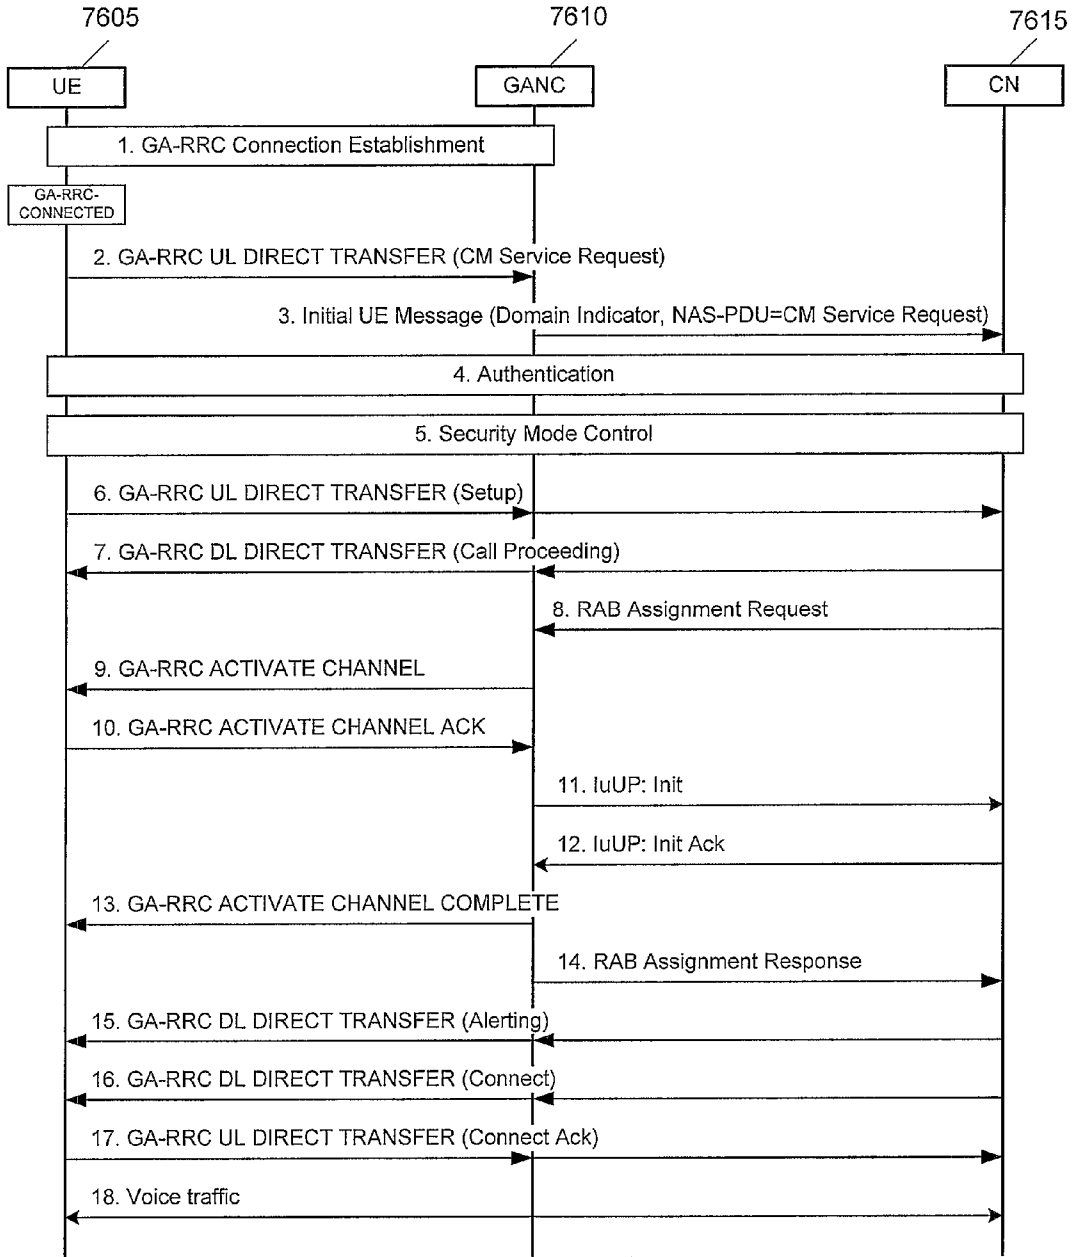 7605 7610 7615
UE GANC CN
1. GA-RRC Connection Establishment
GA-RRC-
CONNECTED
2. GA-RRC UL DIRECT TRANSFER (CM Service Request)
3. Initial UE Message (Domain Indicator, NAS-PDU=CM Service Request)
4. Authentication
5. Security Mode Control
6. GA-RRC UL DIRECT TRANSFER (Setup)
7. GA-RRC DL DIRECT TRANSFER (Call Proceeding)
8. RAB Assignment Request
9. GA-RRC ACTIVATE CHANNEL
10. GA-RRC ACTIVATE CHANNEL ACK
11. IuUP: Init
12. IuUP: Init Ack
13. GA-RRC ACTIVATE CHANNEL COMPLETE
14. RAB Assignment Response
15. GA-RRC DL DIRECT TRANSFER (Alerting)
16. GA-RRC DL DIRECT TRANSFER (Connect)
17. GA-RRC UL DIRECT TRANSFER (Connect Ack)
18. Voice traffic